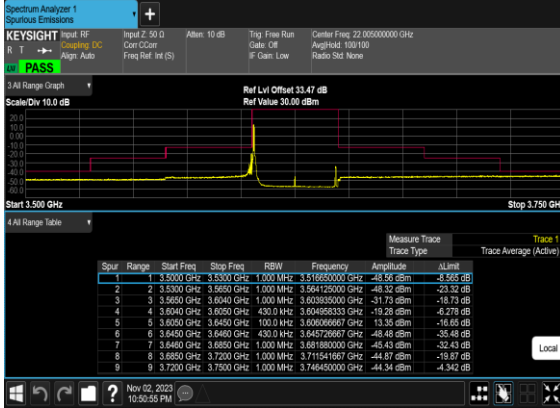 Spectrum Analyzer 1
Spurious Emissions
+
KEYSIGHT Input: RF Input Z: 50 Ω Atten: 10 dB Trig: Free Run Center Freq: 22.005000000 GHz
R T Coupling: DC Corr CCorr Gate: Off Avg|Hold: 100/100
Align: Auto Freq Ref: Int (S) IF Gain: Low Radio Std: None
LXI PASS
3 All Range Graph
Ref Lvl Offset 33.47 dB
Scale/Div 10.0 dB Ref Value 30.00 dBm
20.0
10.0
0.00
-10.0
-20.0
-30.0
-40.0
-50.0
-60.0
Start 3.500 GHz Stop 3.750 GH
4 All Range Table
Measure Trace Trace 1
Trace Type Trace Average (Active)
Spur Range Start Freq Stop Freq RBW Frequency Amplitude ΔLimit
1 1 3.5000 GHz 3.5300 GHz 1.000 MHz 3.516650000 GHz -48.56 dBm -8.565 dB
2 2 3.5300 GHz 3.5650 GHz 1.000 MHz 3.564125000 GHz -48.32 dBm -23.32 dB
3 3 3.5650 GHz 3.6040 GHz 1.000 MHz 3.603935000 GHz -31.73 dBm -18.73 dB
4 4 3.6040 GHz 3.6050 GHz 430.0 kHz 3.604958333 GHz -19.28 dBm -6.278 dB
5 5 3.6050 GHz 3.6450 GHz 100.0 kHz 3.606066667 GHz 13.35 dBm -16.65 dB
6 6 3.6450 GHz 3.6460 GHz 430.0 kHz 3.645726667 GHz -48.48 dBm -35.48 dB
7 7 3.6460 GHz 3.6850 GHz 1.000 MHz 3.681880000 GHz -45.43 dBm -32.43 dB
8 8 3.6850 GHz 3.7200 GHz 1.000 MHz 3.711541667 GHz -44.87 dBm -19.87 dB
9 9 3.7200 GHz 3.7500 GHz 1.000 MHz 3.746450000 GHz -44.34 dBm -4.342 dB
Local
? Nov 02, 2023
10:50:55 PM